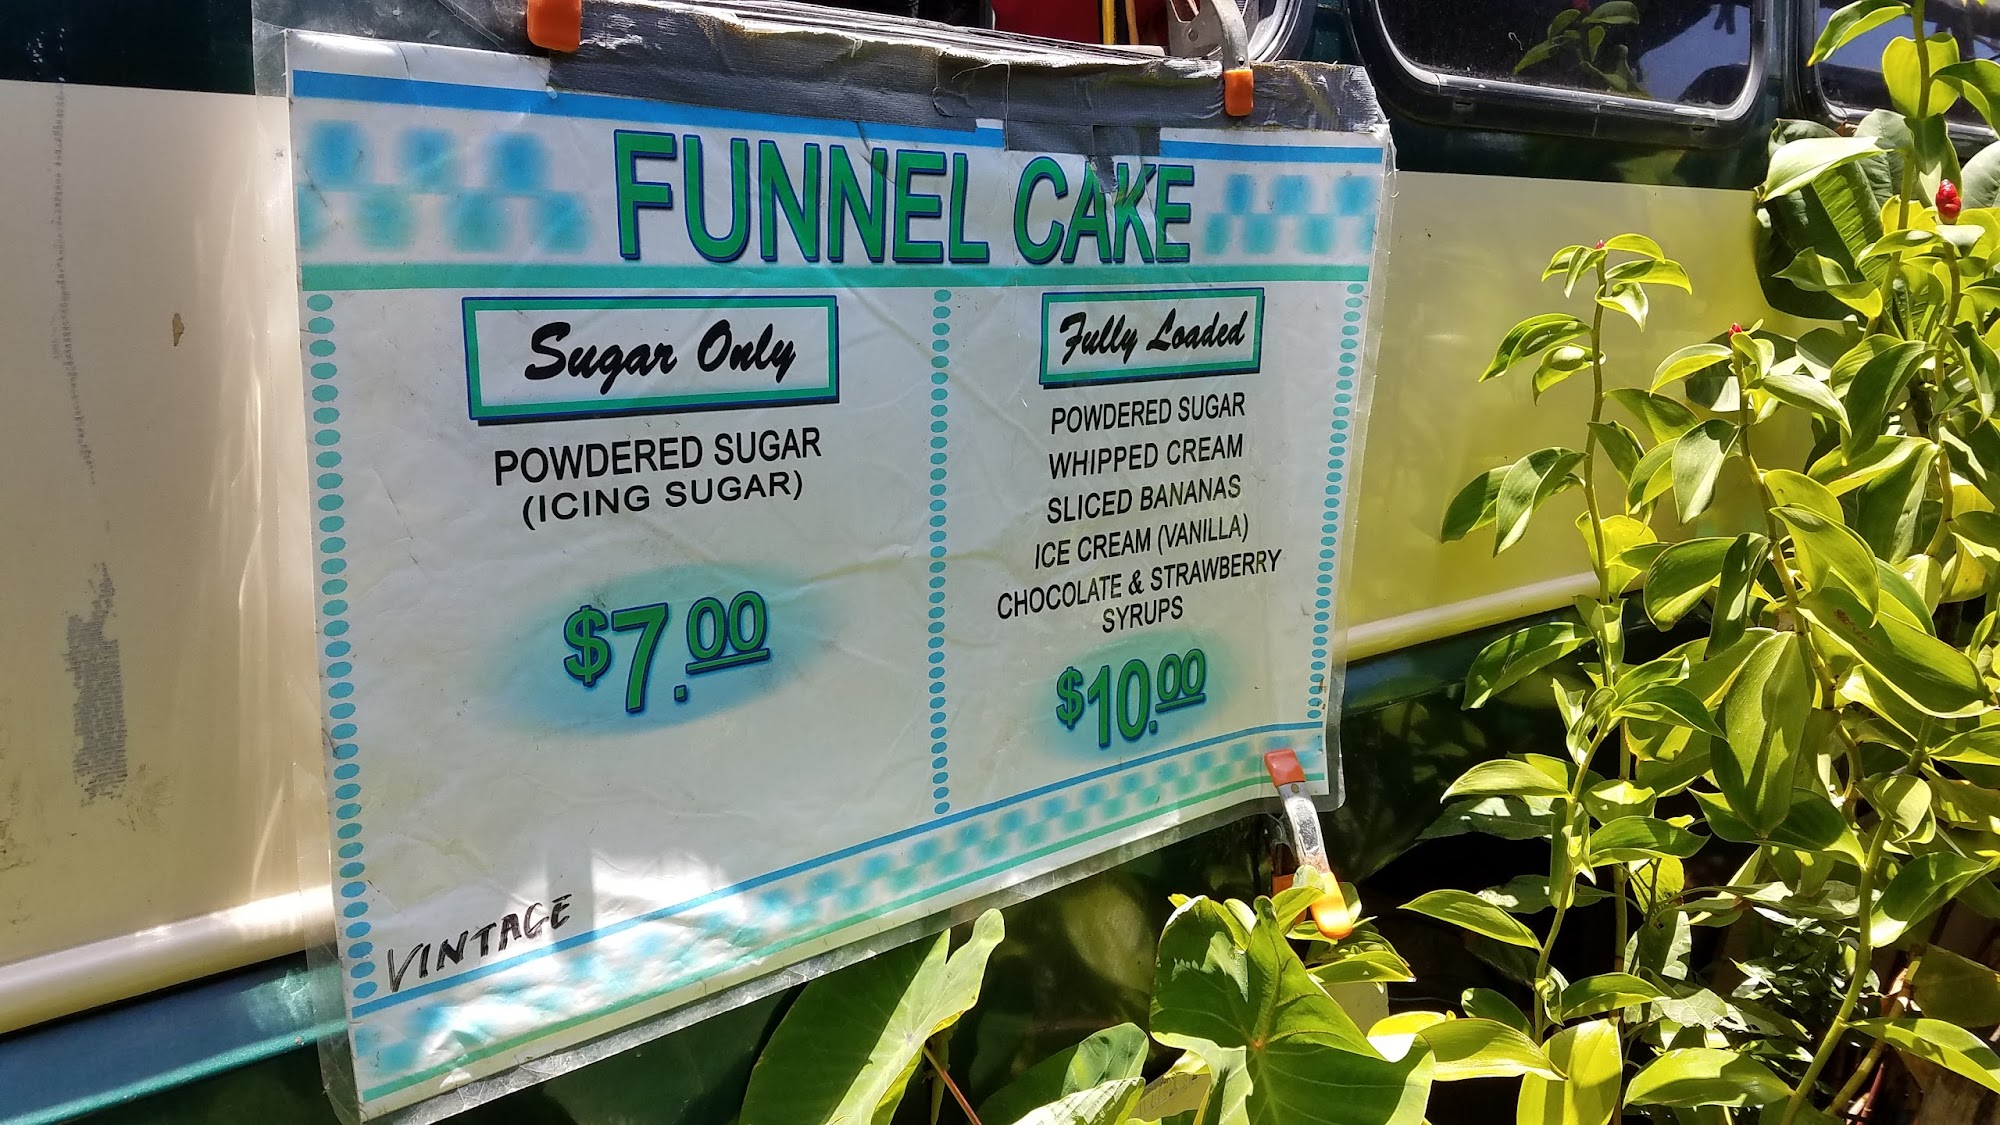 FUNNEL CAKE
Sugar Only
POWDERED SUGAR
(ICING SUGAR)
$7.00
Fully Loaded
POWDERED SUGAR
WHIPPED CREAM
SLICED BANANAS
ICE CREAM (VANILLA)
CHOCOLATE & STRAWBERRY
SYRUPS
$10.00
VINTAGE